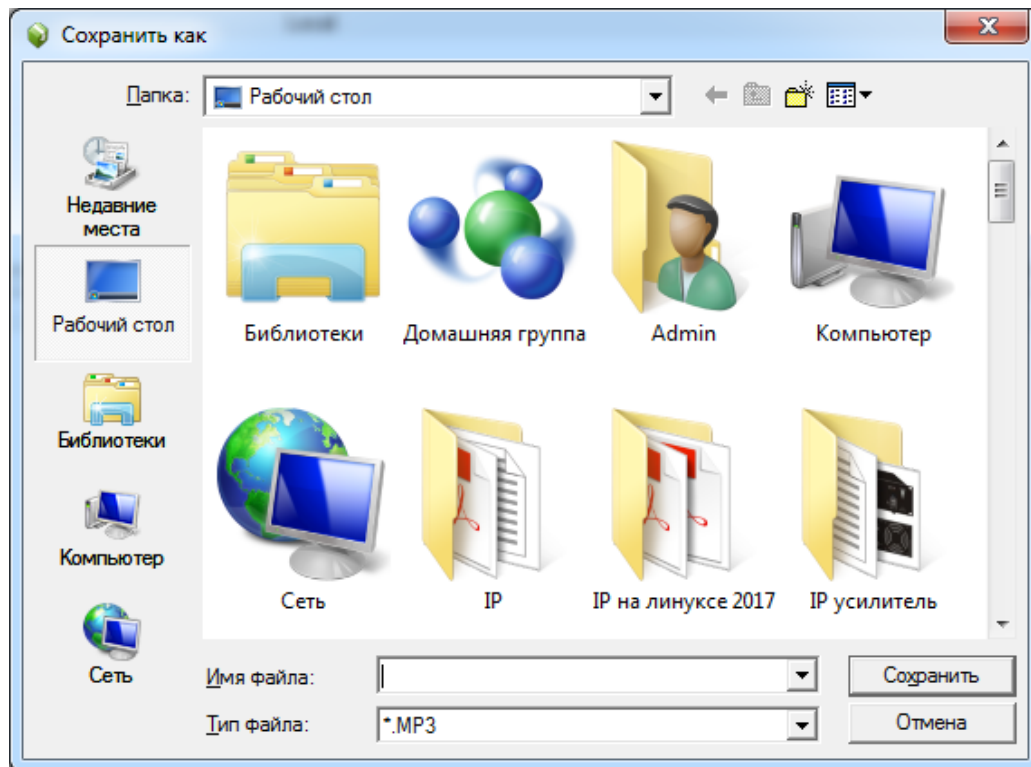 Сохранить как
Папка:
Рабочий стол
Недавние
места
Рабочий стол
Библиотеки
Компьютер
Сеть
Библиотеки
Домашняя группа
Admin
Компьютер
Сеть
IP
IP на линуксе 2017
IP усилитель
Имя файла:
Сохранить
Тип файла:
*.MP3
Отмена